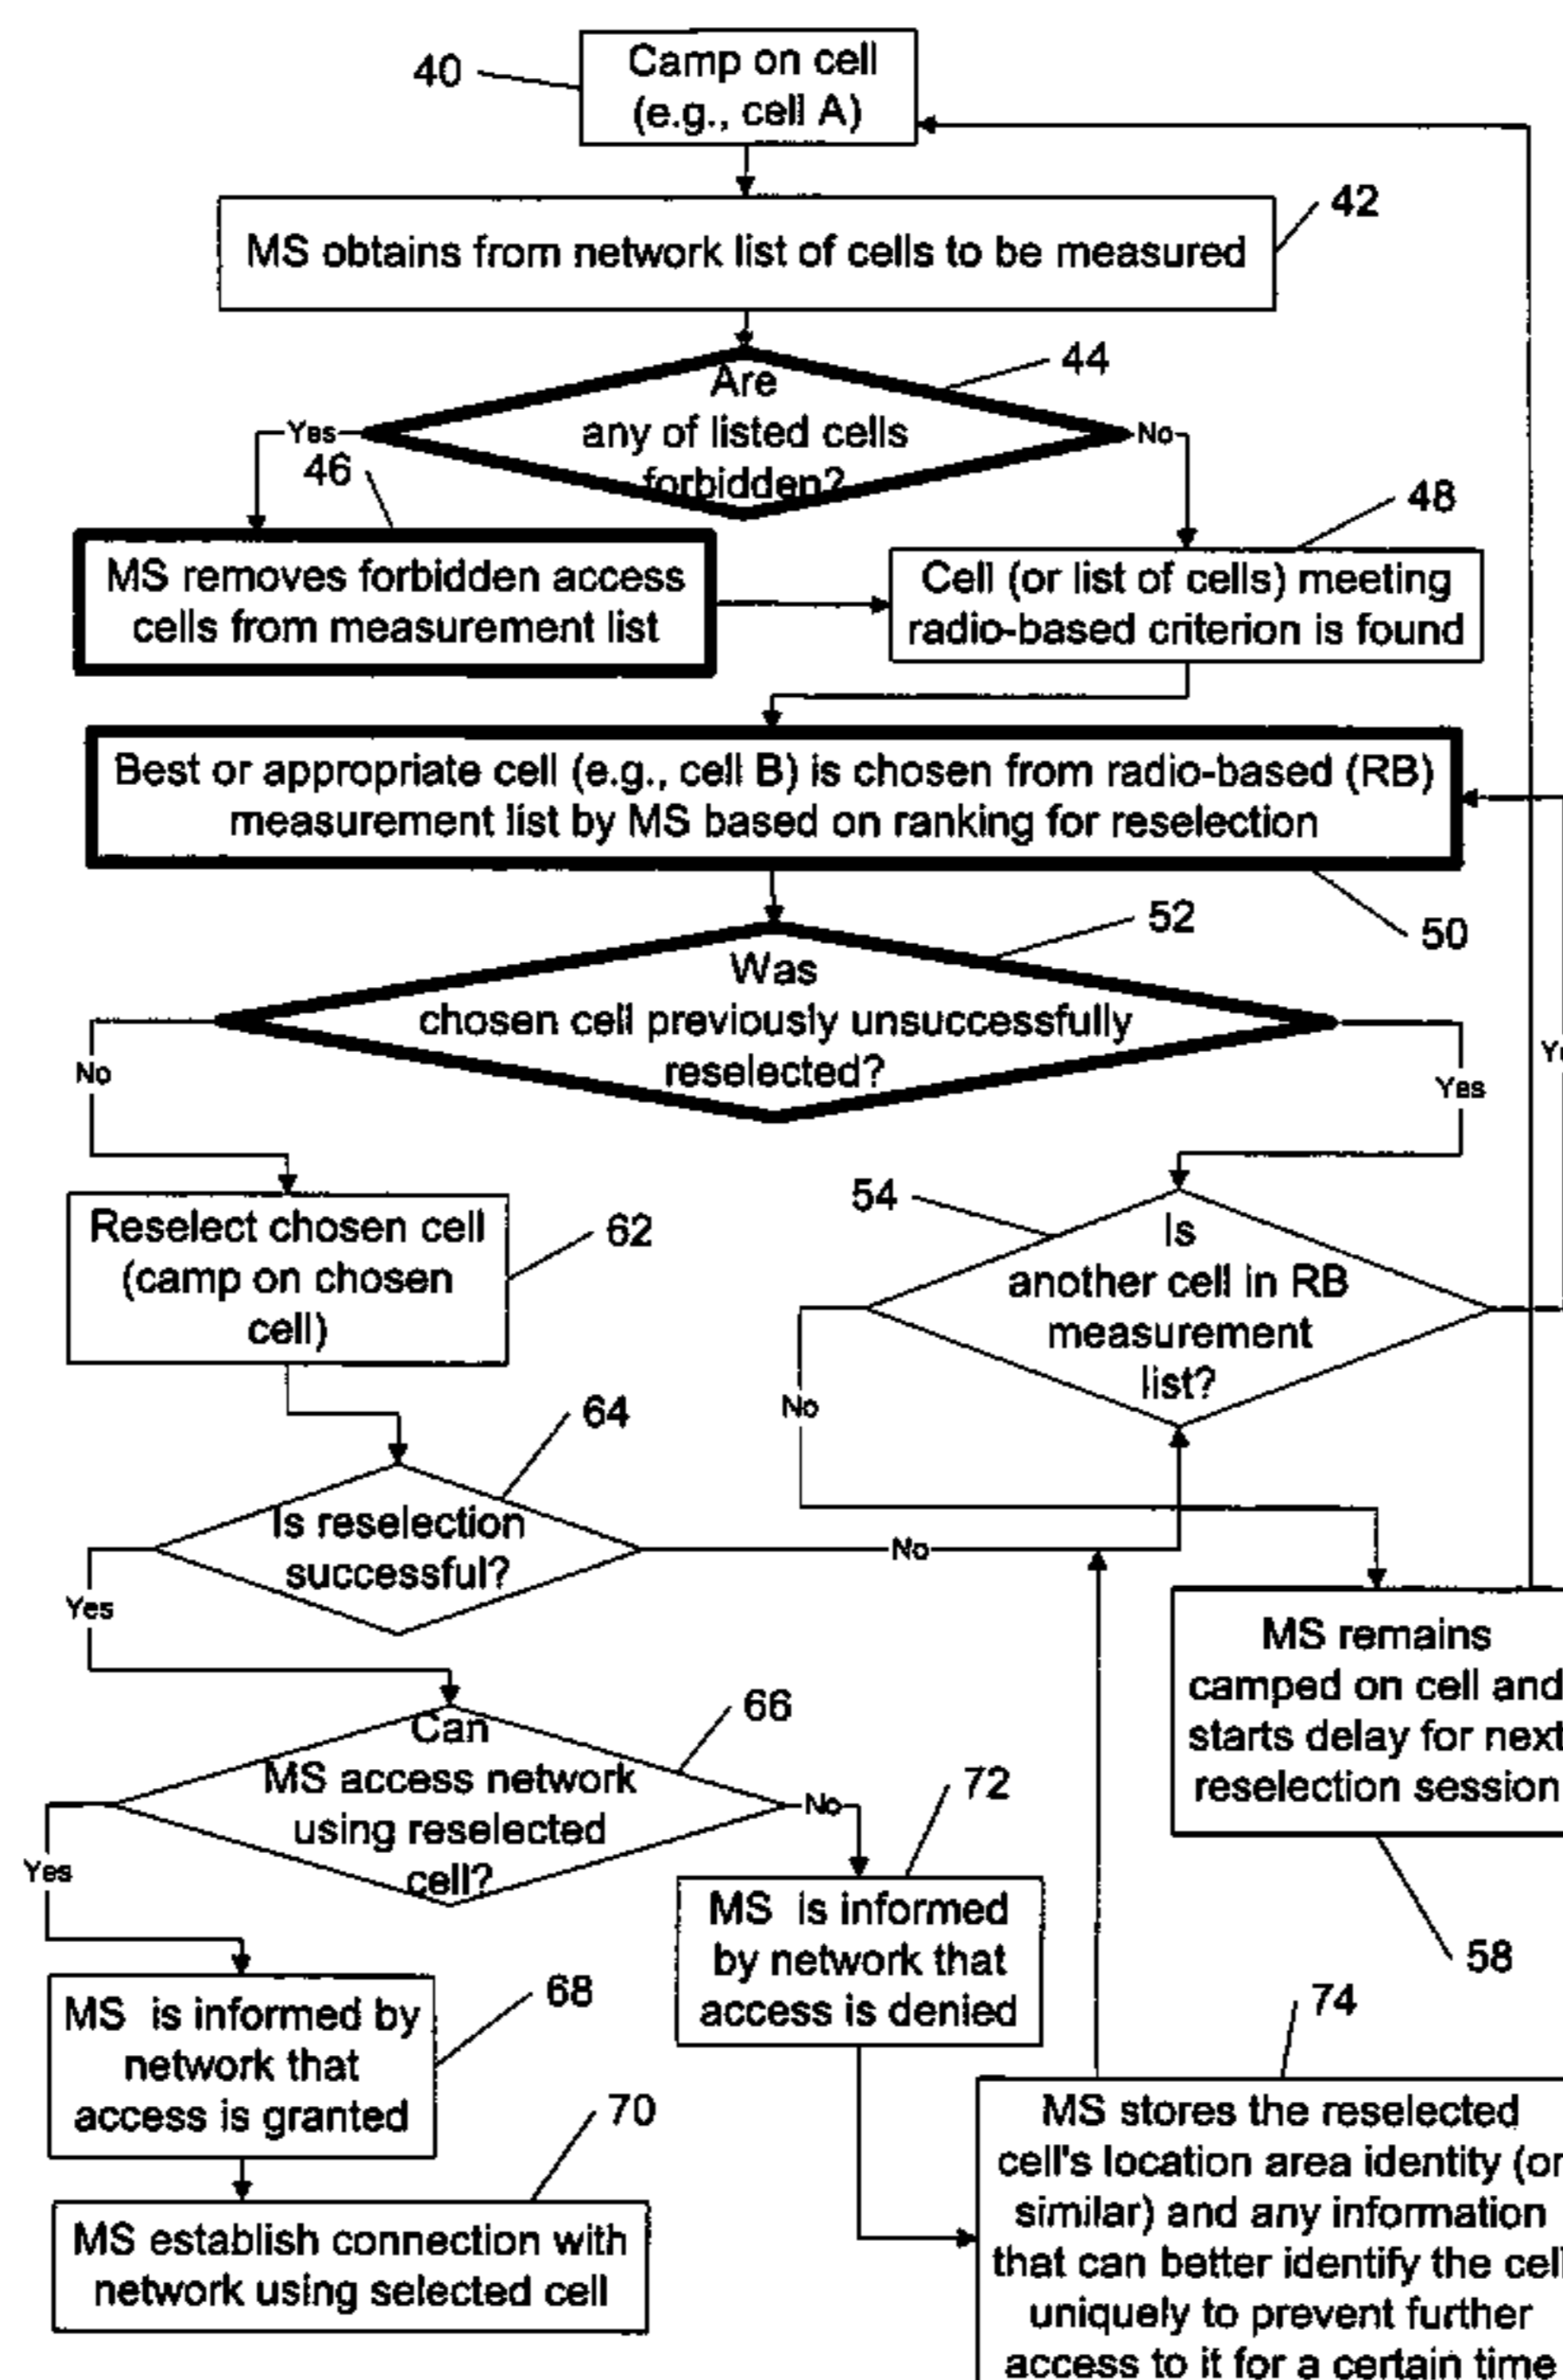 40
Camp on cell
(e.g., cell A)
42
MS obtains from network list of cells to be measured
44
Are
any of listed cells
forbidden?
Yes
No
46
48
MS removes forbidden access
cells from measurement list
Cell (or list of cells) meeting
radio-based criterion is found
Best or appropriate cell (e.g., cell B) is chosen from radio-based (RB)
measurement list by MS based on ranking for reselection
50
52
Was
chosen cell previously unsuccessfully
reselected?
No
Yes
54
Is
another cell in RB
measurement
list?
No
Reselect chosen cell
(camp on chosen
cell)
62
64
Is reselection
successful?
No
Yes
MS remains
camped on cell and
starts delay for next
reselection session
58
66
Can
MS access network
using reselected
cell?
No
Yes
72
MS is informed
by network that
access is denied
68
MS is informed by
network that
access is granted
74
MS stores the reselected
cell's location area identity (or
similar) and any information
that can better identify the cell
uniquely to prevent further
access to it for a certain time
70
MS establish connection with
network using selected cell